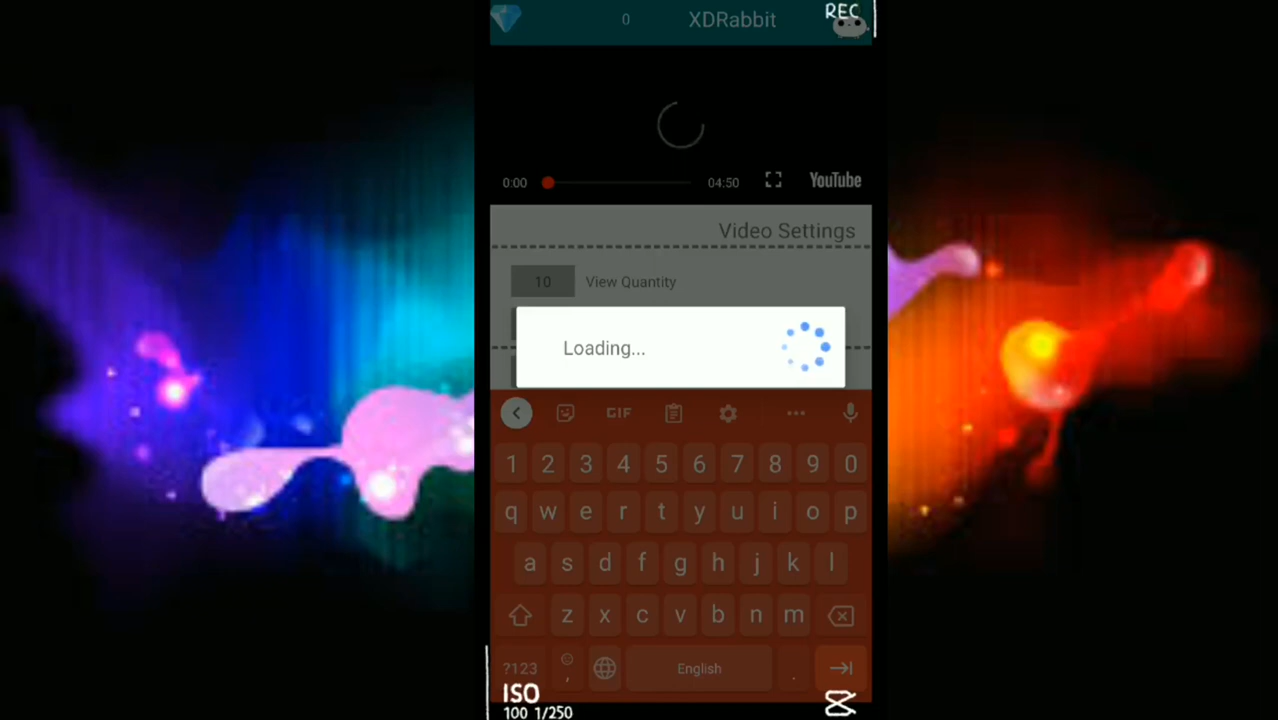 0 XDRabbit REC
0:00 04:50 YouTube
Video Settings
10 View Quantity
Loading...
GIF
1 2 3 4 5 6 7 8 9 0
q w e r t y u i o p
a s d f g h j k l
z x c v b n m
?123 , English .
ISO
100 1/250